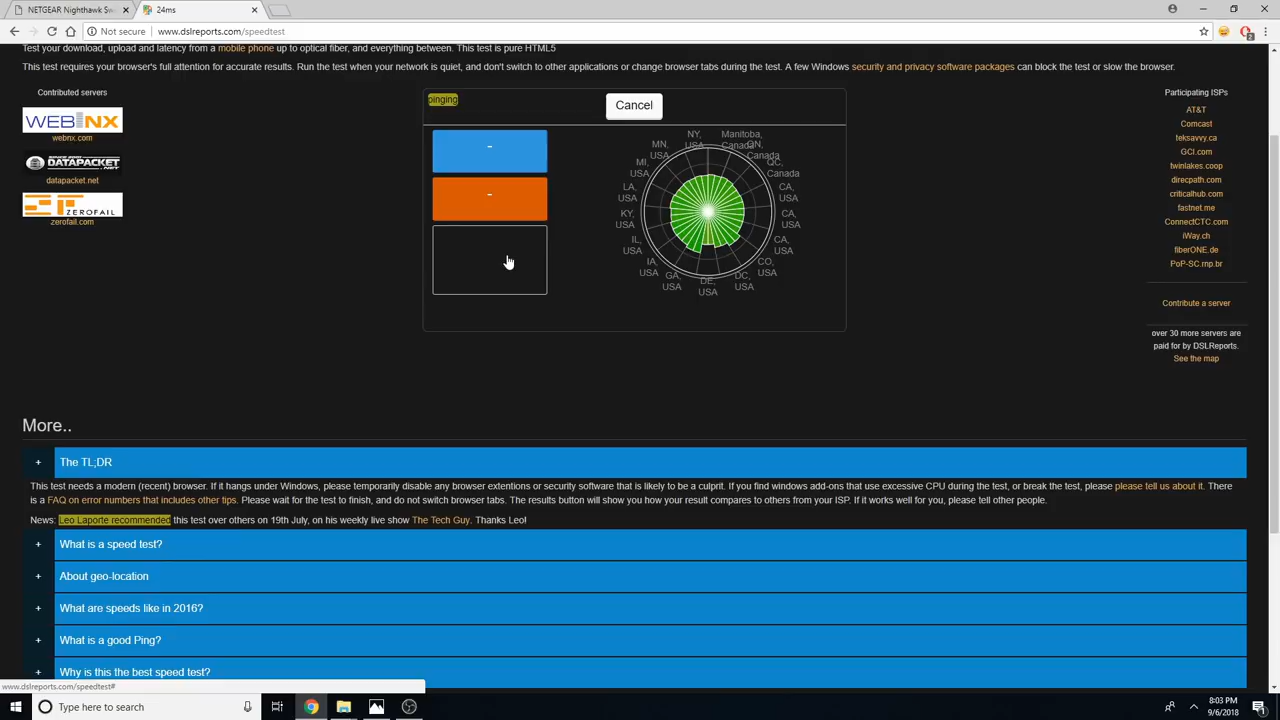 NETGEAR Nighthawk Sw
24ms
Not secure
www.dslreports.com/speedtest
Test your download, upload and latency from a mobile phone up to optical fiber, and everything between. This test is pure HTML5
This test requires your browser's full attention for accurate results. Run the test when your network is quiet, and don't switch to other applications or change browser tabs during the test. A few Windows security and privacy software packages can block the test or slow the browser.
Contributed servers
WEBNX
webnx.com
DATAPACKET
datapacket.net
ZEROFAIL
zerofail.com
pinging
Cancel
-
-
NY, USA
Manitoba, Canada
ON, Canada
QC, Canada
CA, USA
CA, USA
CA, USA
CO, USA
DC, USA
DE, USA
GA, USA
IA, USA
IL, USA
KY, USA
LA, USA
MI, USA
MN, USA
Participating ISPs
AT&T
Comcast
teksavvy.ca
GCI.com
twinlakes.coop
direcpath.com
criticalhub.com
fastnet.me
ConnectCTC.com
iWay.ch
fiberONE.de
PoP-SC.rnp.br
Contribute a server
over 30 more servers are
paid for by DSLReports.
See the map
More..
+ The TL;DR
This test needs a modern (recent) browser. If it hangs under Windows, please temporarily disable any browser extentions or security software that is likely to be a culprit. If you find windows add-ons that use excessive CPU during the test, or break the test, please please tell us about it. There
is a FAQ on error numbers that includes other tips. Please wait for the test to finish, and do not switch browser tabs. The results button will show you how your result compares to others from your ISP. If it works well for you, please tell other people.
News: Leo Laporte recommended this test over others on 19th July, on his weekly live show The Tech Guy. Thanks Leo!
+ What is a speed test?
+ About geo-location
+ What are speeds like in 2016?
+ What is a good Ping?
+ Why is this the best speed test?
www.dslreports.com/speedtest#
Type here to search
8:03 PM
9/6/2018